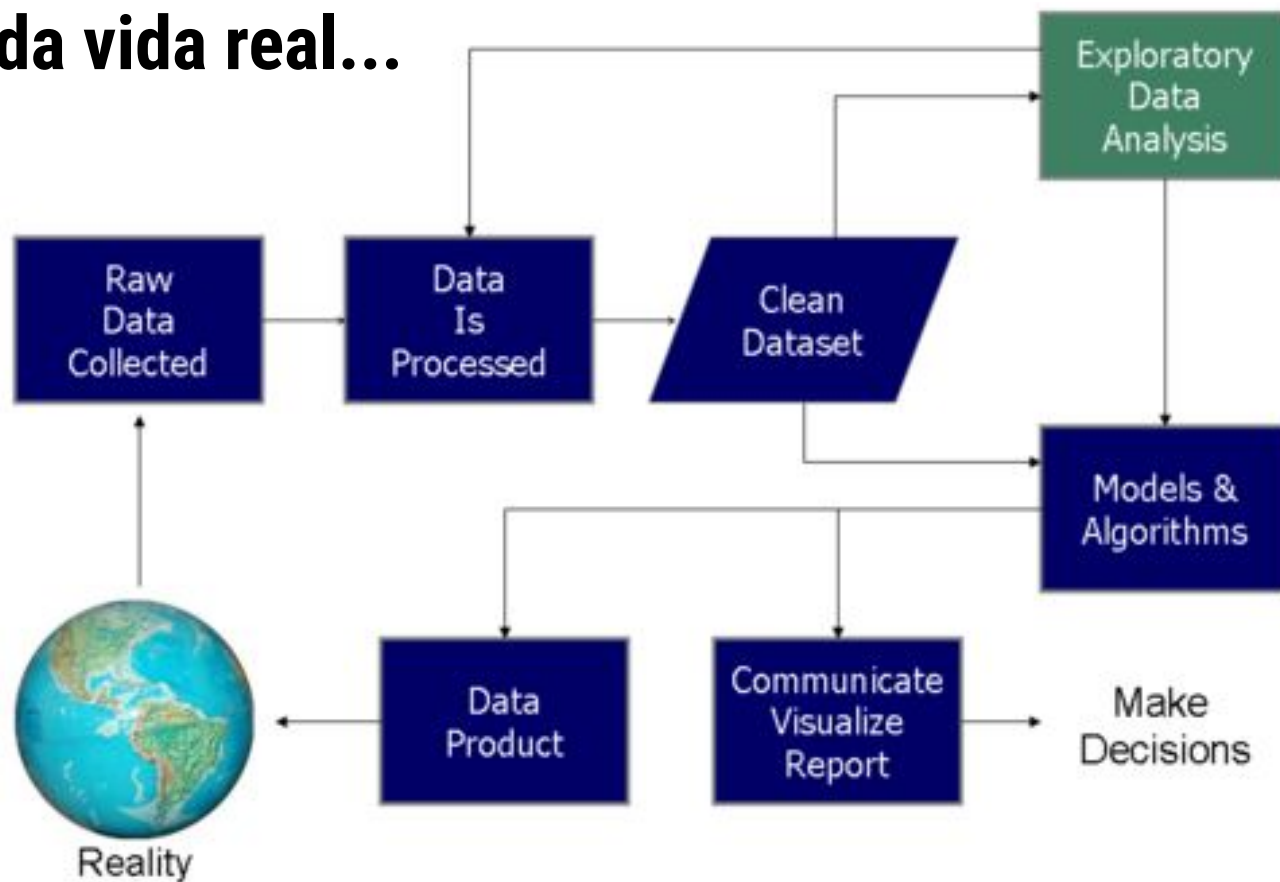 da vida real...
Exploratory
Data
Analysis
Raw
Data
Collected
Data
Is
Processed
Clean
Dataset
Models &
Algorithms
Data
Product
Communicate
Visualize
Report
Make
Decisions
Reality